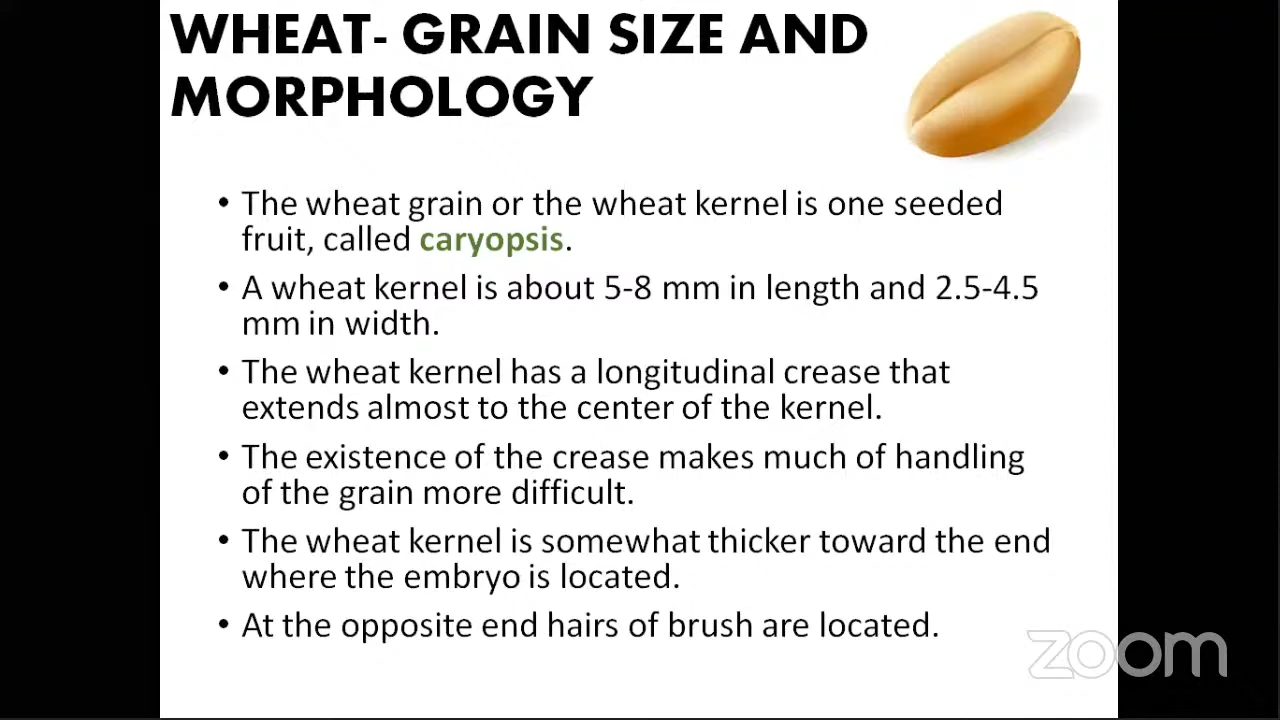 WHEAT- GRAIN SIZE AND
MORPHOLOGY
• The wheat grain or the wheat kernel is one seeded
fruit, called caryopsis.
• A wheat kernel is about 5-8 mm in length and 2.5-4.5
mm in width.
• The wheat kernel has a longitudinal crease that
extends almost to the center of the kernel.
• The existence of the crease makes much of handling
of the grain more difficult.
• The wheat kernel is somewhat thicker toward the end
where the embryo is located.
• At the opposite end hairs of brush are located.
zoom